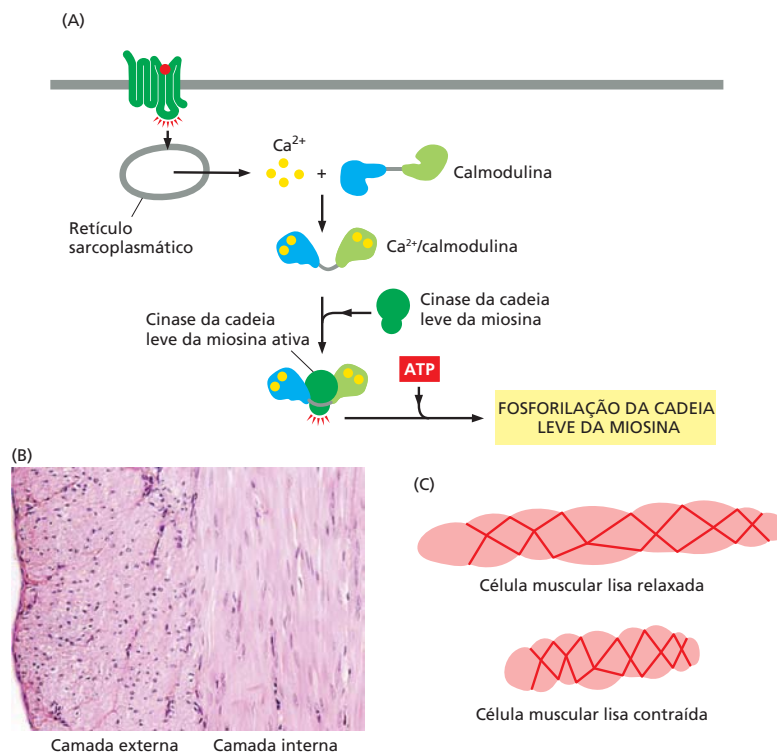 (A)
Ca2+
+
Calmodulina
Retículo
sarcoplasmático
Ca2+/calmodulina
Cinase da cadeia
leve da miosina
Cinase da cadeia
leve da miosina ativa
ATP
FOSFORILAÇÃO DA CADEIA
LEVE DA MIOSINA
(B)
Camada externa
Camada interna
(C)
Célula muscular lisa relaxada
Célula muscular lisa contraída